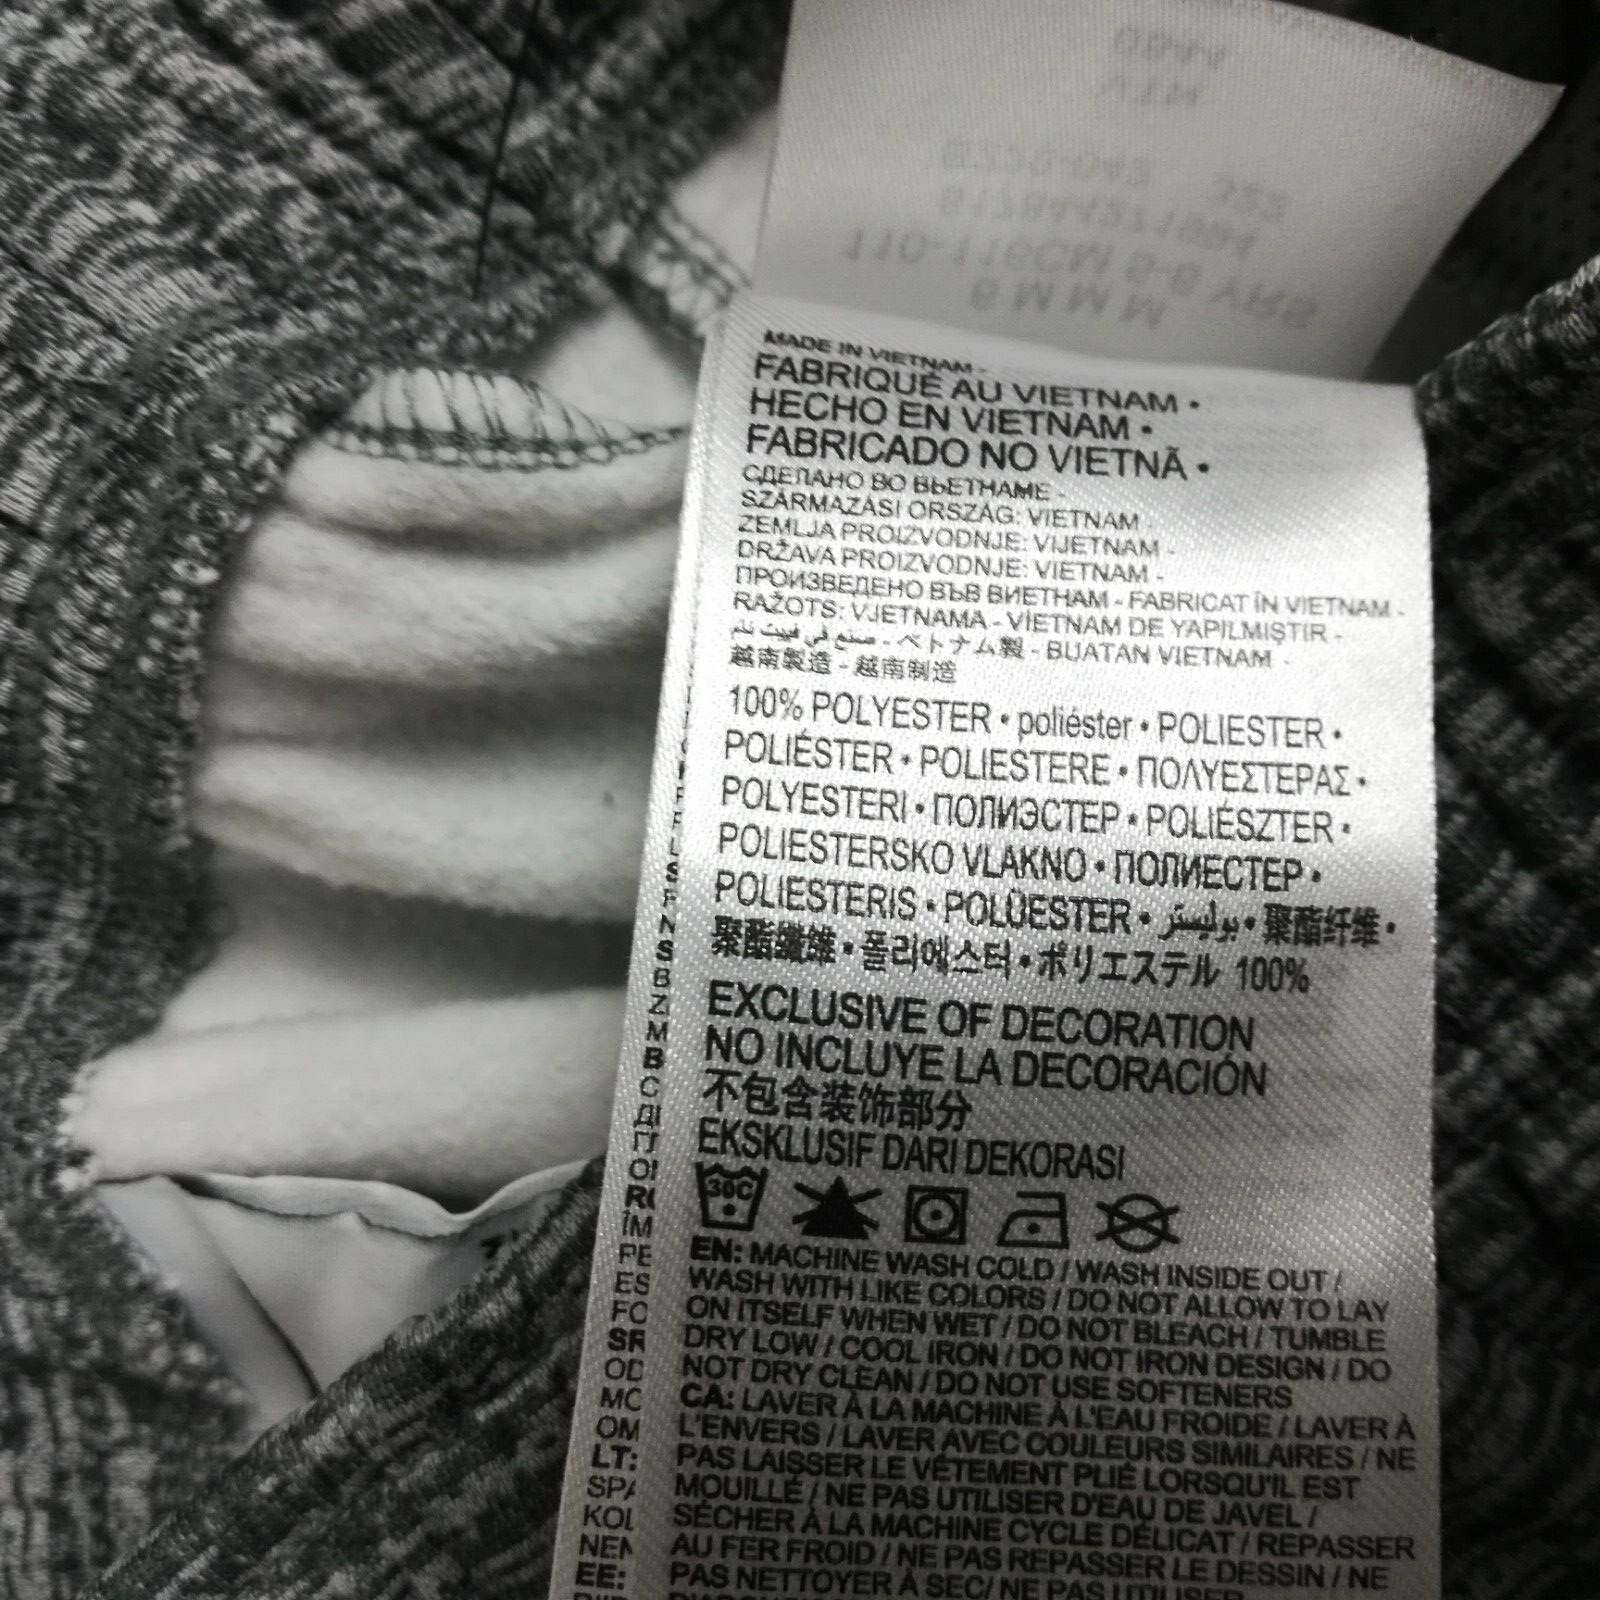 MADE IN VIETNAM -
FABRIQUÉ AU VIETNAM •
HECHO EN VIETNAM •
FABRICADO NO VIETNÃ •
СДЕЛАНО ВО ВЬЕТНАМЕ -
SZÁRMAZÁSI ORSZÁG: VIETNAM -
ZEMLJA PROIZVODNJE: VIJETNAM -
DRŽAVA PROIZVODNJE: VIETNAM -
ПРОИЗВЕДЕНО ВЪВ ВИЕТНАМ - FABRICAT ÎN VIETNAM -
RAŽOTS: VJETNAMA - VIETNAM DE YAPILMIŞTIR -
صنع في فييت نام - ベトナム製 - BUATAN VIETNAM -
越南製造 - 越南制造
100% POLYESTER • poliéster • POLIESTER •
POLIÉSTER • POLIESTERE • ΠΟΛΥΕΣΤΕΡΑΣ •
POLYESTERI • ПОЛИЭСТЕР • POLIÉSZTER •
POLIESTERSKO VLAKNO • ПОЛИЕСТЕР •
POLIESTERIS • POLÜESTER • بوليستر • 聚酯纤维 •
聚酯纖維 • 폴리에스터 • ポリエステル 100%
EXCLUSIVE OF DECORATION
NO INCLUYE LA DECORACIÓN
不包含装饰部分
EKSKLUSIF DARI DEKORASI
30C
EN: MACHINE WASH COLD / WASH INSIDE OUT /
WASH WITH LIKE COLORS / DO NOT ALLOW TO LAY
ON ITSELF WHEN WET / DO NOT BLEACH / TUMBLE
DRY LOW / COOL IRON / DO NOT IRON DESIGN / DO
NOT DRY CLEAN / DO NOT USE SOFTENERS
CA: LAVER À LA MACHINE À L'EAU FROIDE / LAVER À
L'ENVERS / LAVER AVEC COULEURS SIMILAIRES / NE
PAS LAISSER LE VÊTEMENT PLIÉ LORSQU'IL EST
MOUILLÉ / NE PAS UTILISER D'EAU DE JAVEL /
SÉCHER À LA MACHINE CYCLE DÉLICAT / REPASSER
AU FER FROID / NE PAS REPASSER LE DESSIN / NE
PAS NETTOYER À SEC/ NE PAS UTILISER